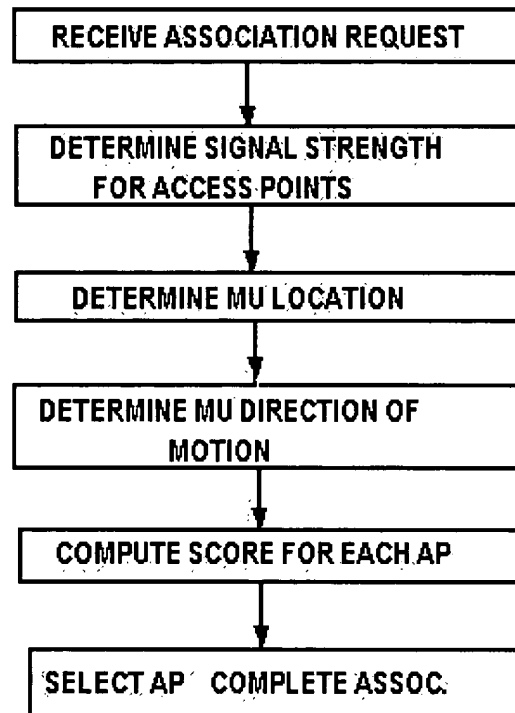 RECEIVE ASSOCIATION REQUEST
DETERMINE SIGNAL STRENGTH
FOR ACCESS POINTS
DETERMINE MU LOCATION
DETERMINE MU DIRECTION OF
MOTION
COMPUTE SCORE FOR EACH AP
SELECT AP COMPLETE ASSOC.